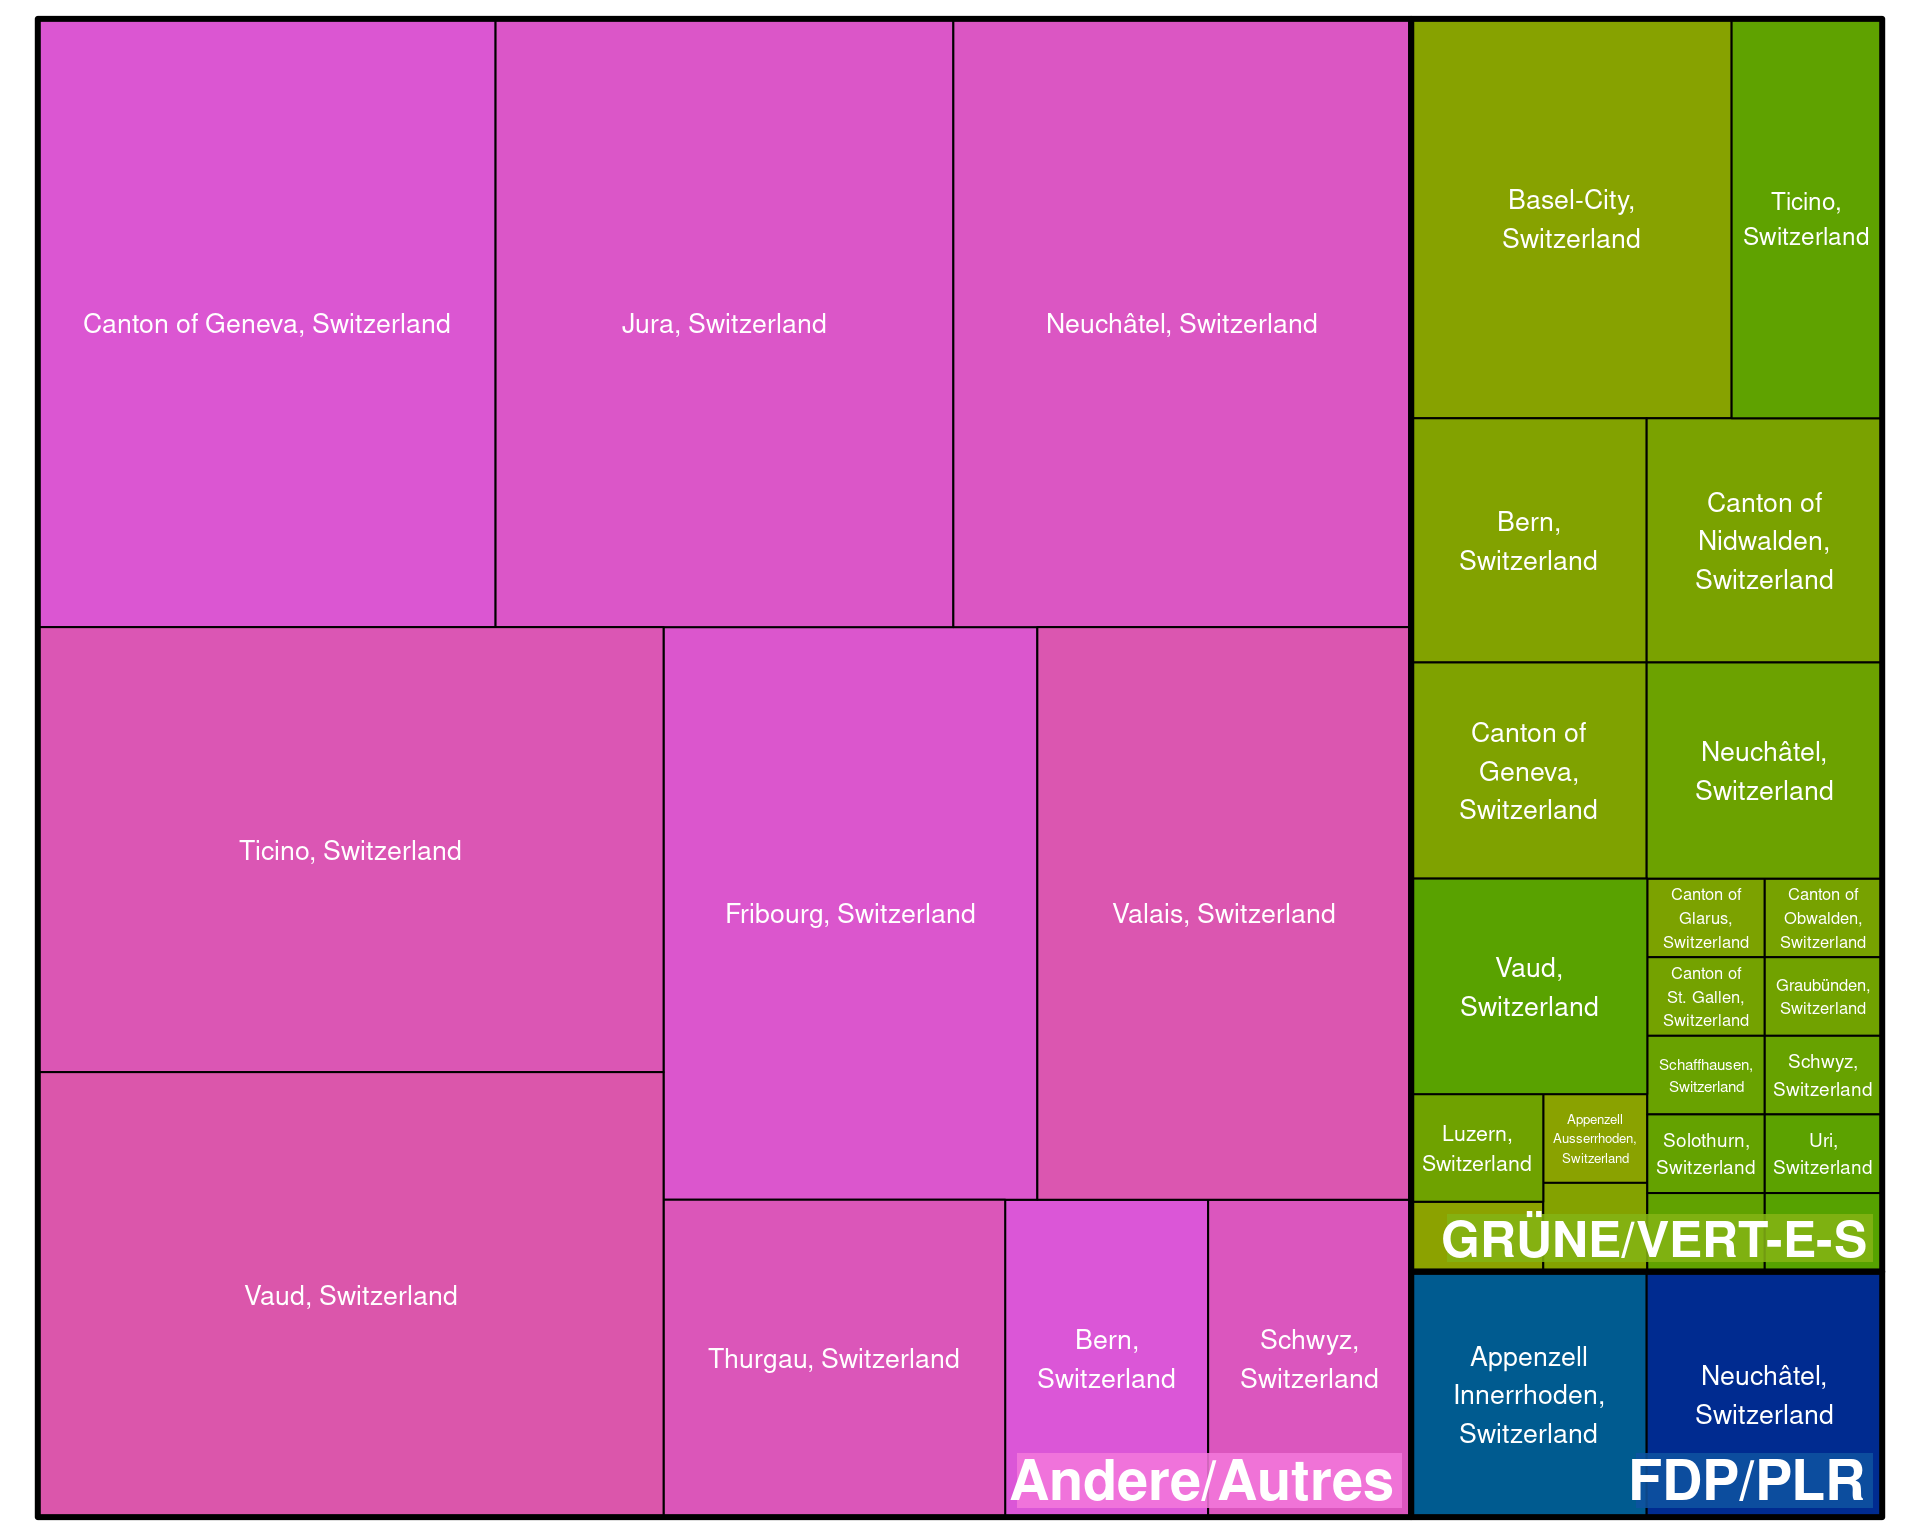 Canton of Geneva, Switzerland
Jura, Switzerland
Neuchâtel, Switzerland
Ticino, Switzerland
Fribourg, Switzerland
Valais, Switzerland
Vaud, Switzerland
Thurgau, Switzerland
Bern,
Switzerland
Schwyz,
Switzerland
Andere/Autres
Basel-City,
Switzerland
Ticino,
Switzerland
Bern,
Switzerland
Canton of
Nidwalden,
Switzerland
Canton of
Geneva,
Switzerland
Neuchâtel,
Switzerland
Vaud,
Switzerland
Canton of
Glarus,
Switzerland
Canton of
Obwalden,
Switzerland
Canton of
St. Gallen,
Switzerland
Graubünden,
Switzerland
Schaffhausen,
Switzerland
Schwyz,
Switzerland
Luzern,
Switzerland
Appenzell
Ausserrhoden,
Switzerland
Solothurn,
Switzerland
Uri,
Switzerland
GRÜNE/VERT-E-S
Appenzell
Innerrhoden,
Switzerland
Neuchâtel,
Switzerland
FDP/PLR